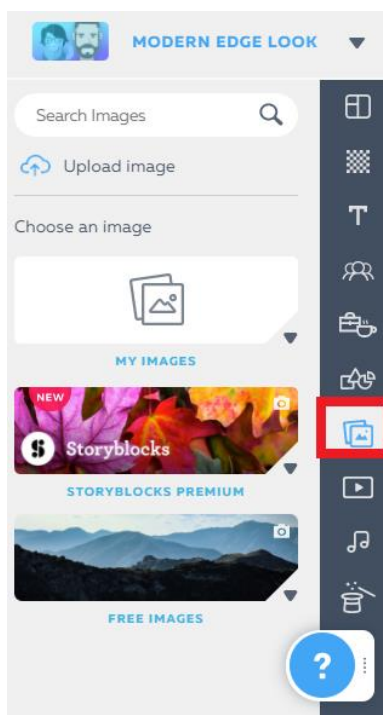 MODERN EDGE LOOK
Search Images
Upload image
Choose an image
MY IMAGES
NEW
Storyblocks
STORYBLOCKS PREMIUM
FREE IMAGES
?